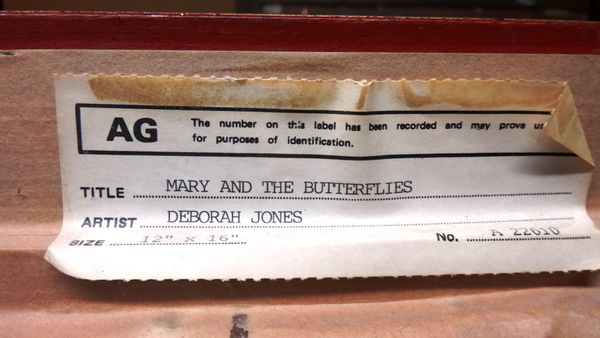 AG
The number on this label has been recorded and may prove
for purposes of identification.
TITLE MARY AND THE BUTTERFLIES
ARTIST DEBORAH JONES
SIZE 12" x 16" No. A 22610